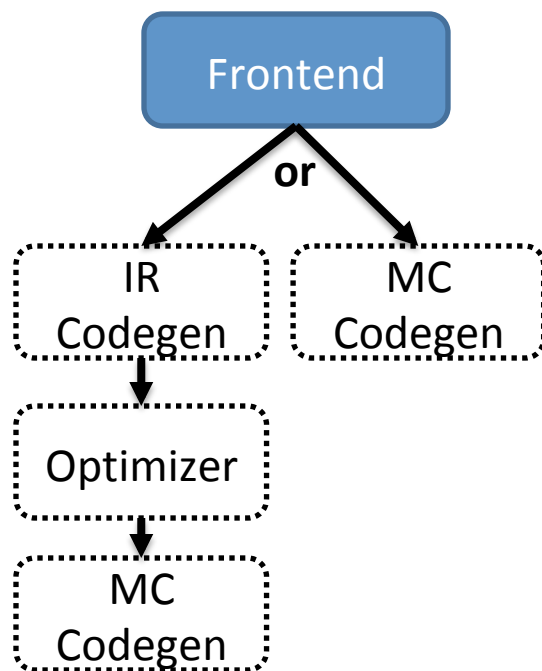 Frontend
or
IR
Codegen
MC
Codegen
Optimizer
MC
Codegen